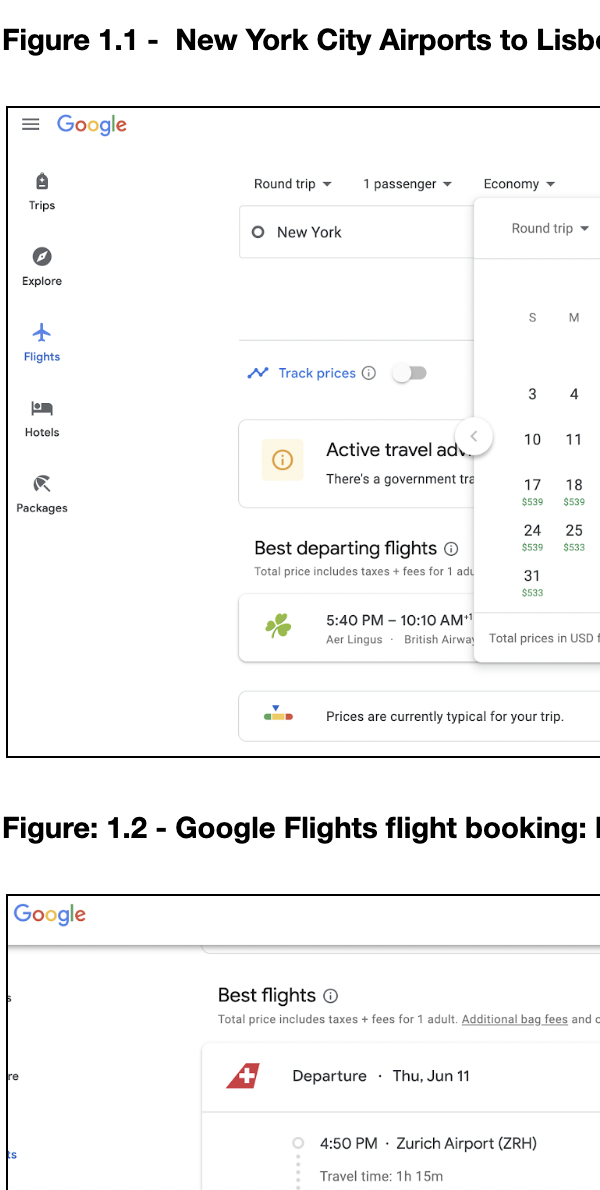 Figure 1.1 - New York City Airports to Lisb
Google
Trips
Explore
Flights
Hotels
Packages
Round trip 1 passenger Economy
New York
Round trip
S M
3 4
10 11
17 18
$539 $539
24 25
$539 $533
31
$533
Total prices in USD f
Track prices
Active travel adv
There's a government tra
Best departing flights
Total price includes taxes + fees for 1 adu
5:40 PM – 10:10 AM+1
Aer Lingus · British Airway
Prices are currently typical for your trip.
Figure: 1.2 - Google Flights flight booking:
Google
s
re
ts
Best flights
Total price includes taxes + fees for 1 adult. Additional bag fees and
Departure · Thu, Jun 11
4:50 PM · Zurich Airport (ZRH)
Travel time: 1h 15m